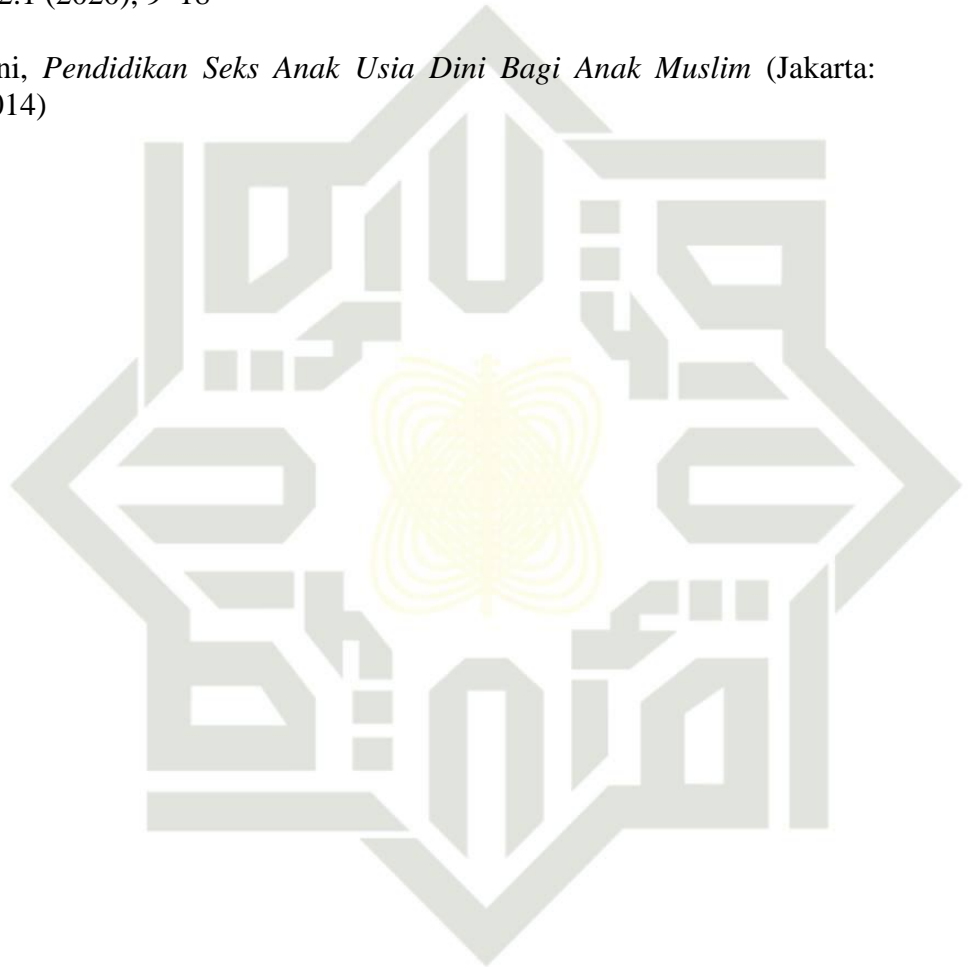 2.1 (2020), 9–18
ni, Pendidikan Seks Anak Usia Dini Bagi Anak Muslim (Jakarta:
014)